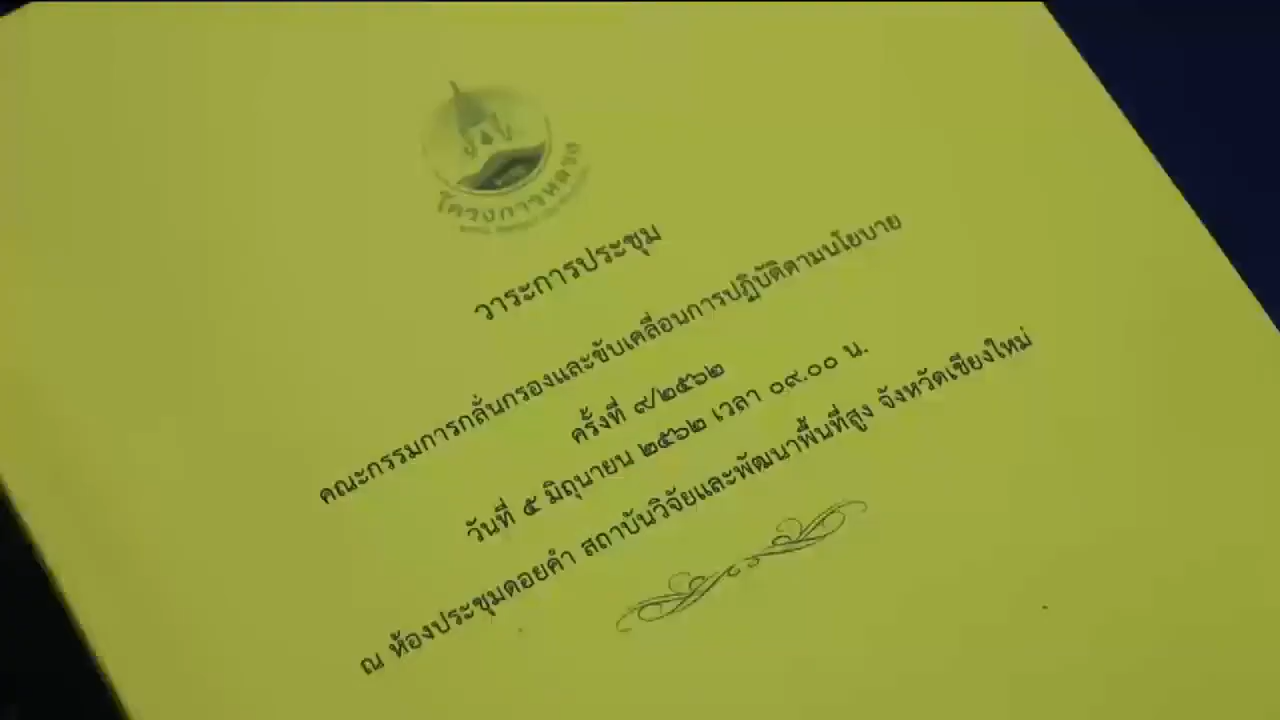 โครงการหลวง
วาระการประชุม
คณะกรรมการกลั่นกรองและขับเคลื่อนการปฏิบัติตามนโยบาย
ครั้งที่ ๙/๒๕๖๒
วันที่ ๕ มิถุนายน ๒๕๖๒ เวลา ๐๙.๐๐ น.
ณ ห้องประชุมดอยคำ สถาบันวิจัยและพัฒนาพื้นที่สูง จังหวัดเชียงใหม่